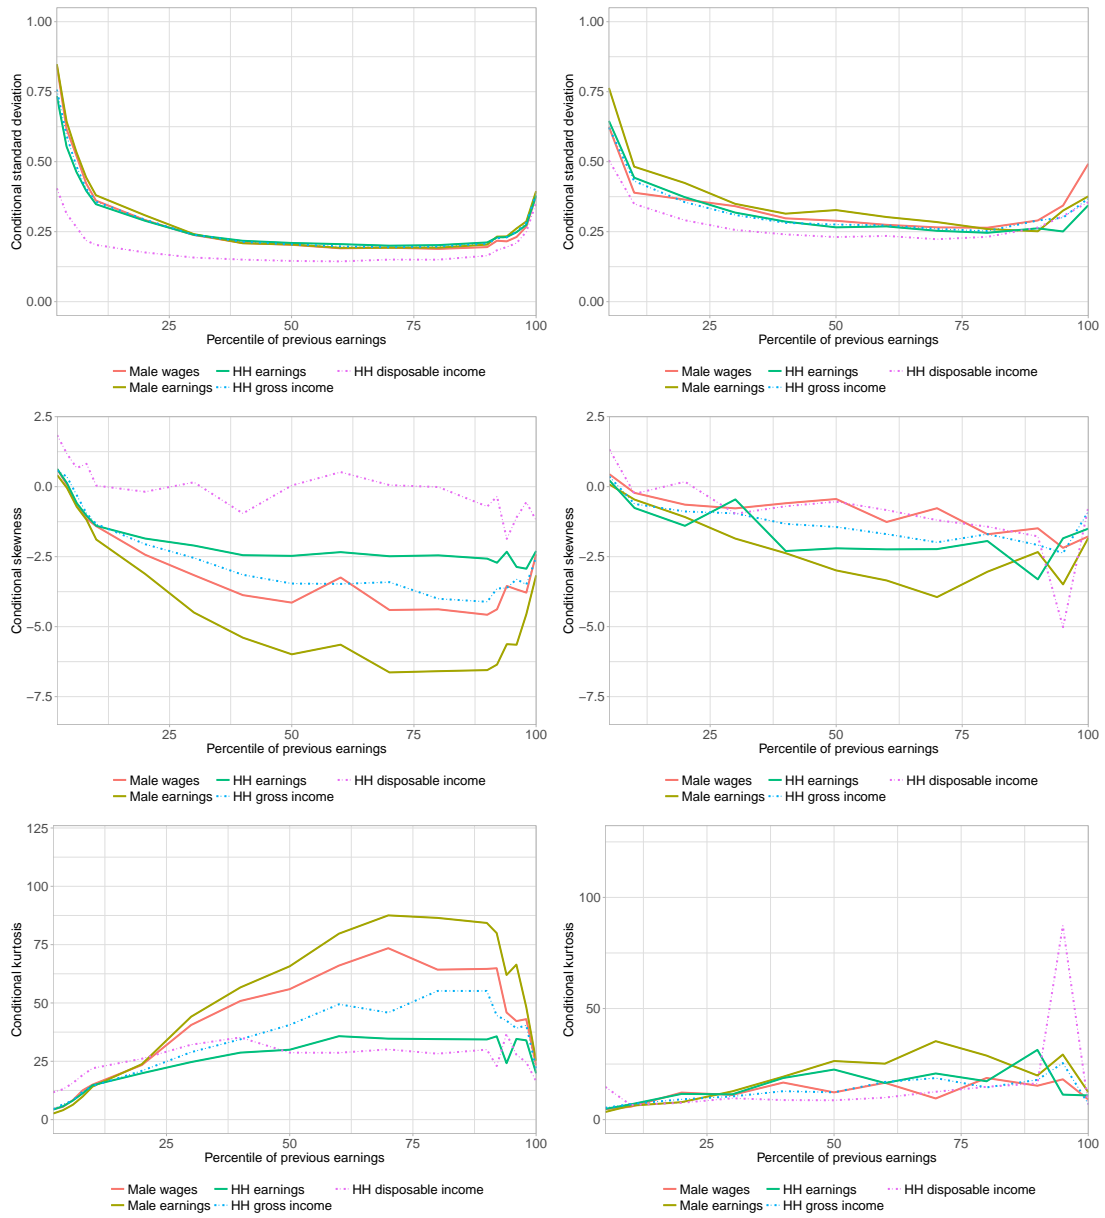 1.00
0.75
0.50
0.25
0.00
Conditional standard deviation
25 50 75 100
Percentile of previous earnings
Male wages HH earnings HH disposable income
Male earnings HH gross income
1.00
0.75
0.50
0.25
0.00
Conditional standard deviation
25 50 75 100
Percentile of previous earnings
Male wages HH earnings HH disposable income
Male earnings HH gross income
2.5
0.0
−2.5
−5.0
−7.5
Conditional skewness
25 50 75 100
Percentile of previous earnings
Male wages HH earnings HH disposable income
Male earnings HH gross income
2.5
0.0
−2.5
−5.0
−7.5
Conditional skewness
25 50 75 100
Percentile of previous earnings
Male wages HH earnings HH disposable income
Male earnings HH gross income
125
100
75
50
25
0
Conditional kurtosis
25 50 75 100
Percentile of previous earnings
Male wages HH earnings HH disposable income
Male earnings HH gross income
100
50
0
Conditional kurtosis
25 50 75 100
Percentile of previous earnings
Male wages HH earnings HH disposable income
Male earnings HH gross income